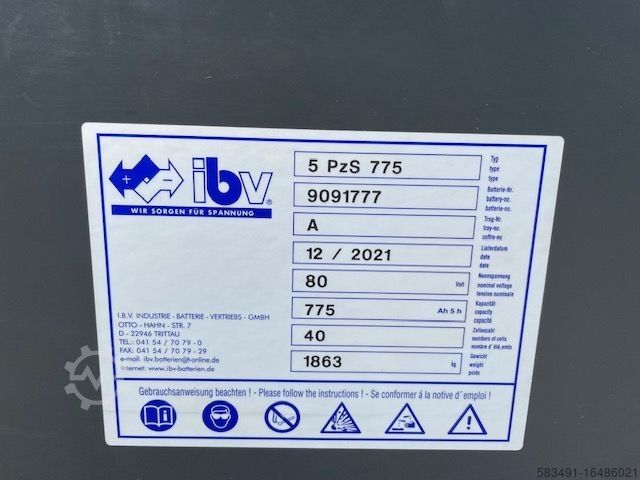 ibv®
WIR SORGEN FÜR SPANNUNG
5 PzS 775
Typ
type
type
9091777
Batterie-Nr.
battery-no.
batterie-no.
A
Trog-Nr.
tray-no.
coffre-no
12 / 2021
Lieferdatum
date
date
80 Volt
Nennspannung
nominal voltage
tension nominale
775 Ah 5 h
Kapazität
capacity
capacité
40
Zellenzahl
numbers of cells
nombre d´élé,emts
1863 kg
Gewicht
weight
poids
I.B.V. INDUSTRIE - BATTERIE - VERTRIEBS - GMBH
OTTO - HAHN - STR. 7
D - 22946 TRITTAU
TEL.: 041 54 / 70 79 - 0
FAX: 041 54 / 70 79 - 29
e-mail: ibv.batterien@t-online.de
Internet: www.ibv-batterien.de
Gebrauchsanweisung beachten ! - Please follow the instructions ! - Se conformer á la notive d´emploi !
583491-16486021